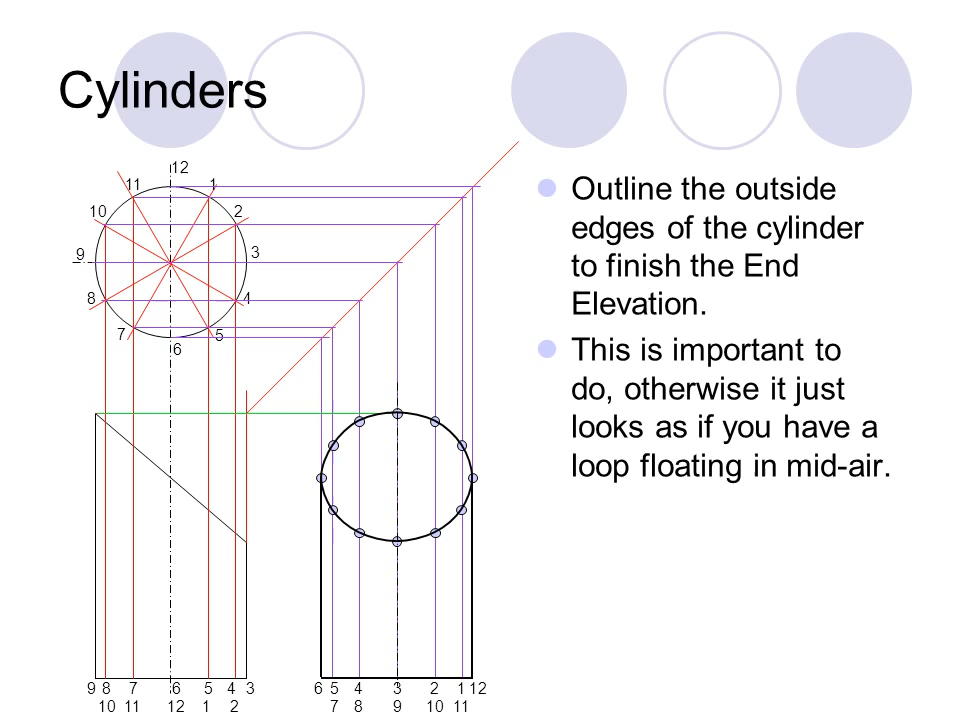 Cylinders
12
11 1
10 2
9 3
8 4
7 5
6
Outline the outside
edges of the cylinder
to finish the End
Elevation.
This is important to
do, otherwise it just
looks as if you have a
loop floating in mid-air.
9 8 7 6 5 4 3 6 5 4 3 2 1 12
10 11 12 1 2 7 8 9 10 11